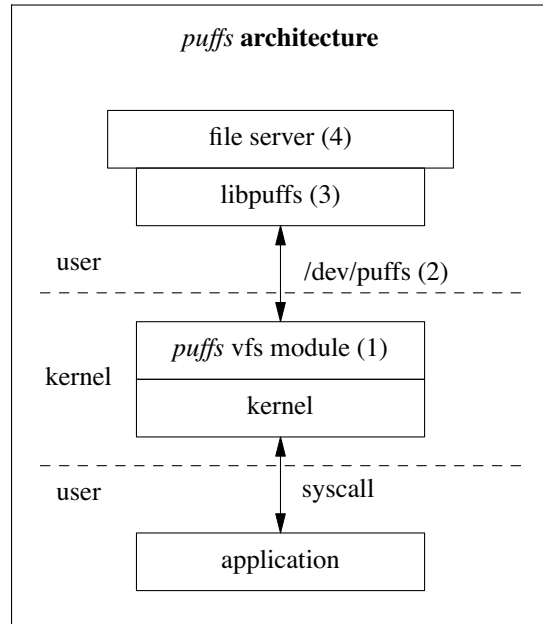 puffs architecture
file server (4)
libpuffs (3)
user
/dev/puffs (2)
puffs vfs module (1)
kernel
kernel
user
syscall
application